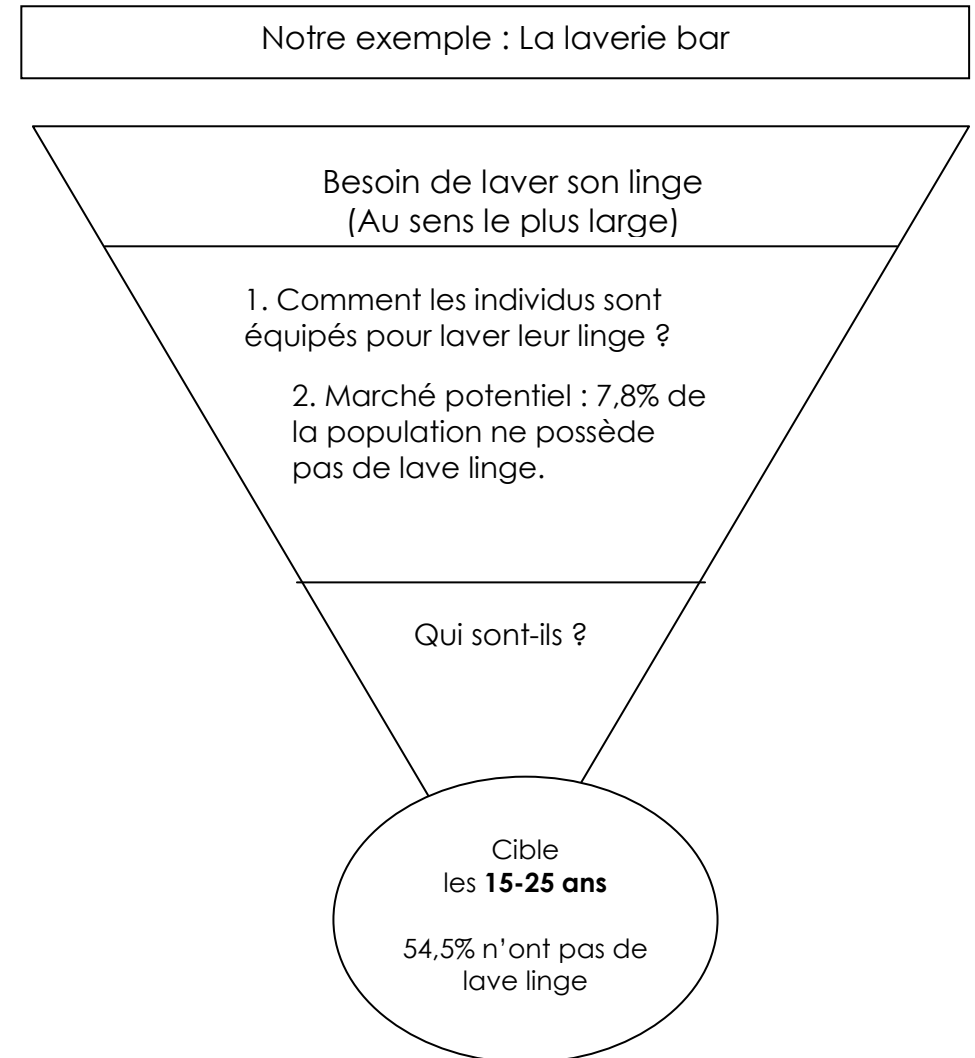 Notre exemple : La laverie bar
Besoin de laver son linge
(Au sens le plus large)
1. Comment les individus sont
équipés pour laver leur linge ?
2. Marché potentiel : 7,8% de
la population ne possède
pas de lave linge.
Qui sont-ils ?
Cible
les 15-25 ans
54,5% n’ont pas de
lave linge